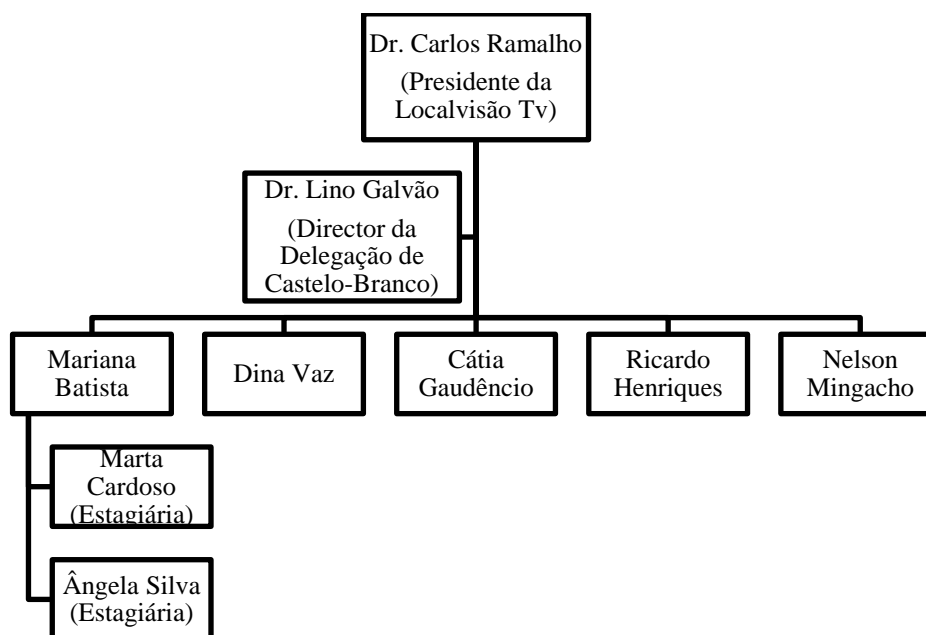 Dr. Carlos Ramalho
(Presidente da
Localvisão Tv)
Dr. Lino Galvão
(Director da
Delegação de
Castelo-Branco)
Mariana
Batista
Dina Vaz
Cátia
Gaudêncio
Ricardo
Henriques
Nelson
Mingacho
Marta
Cardoso
(Estagiária)
Ângela Silva
(Estagiária)